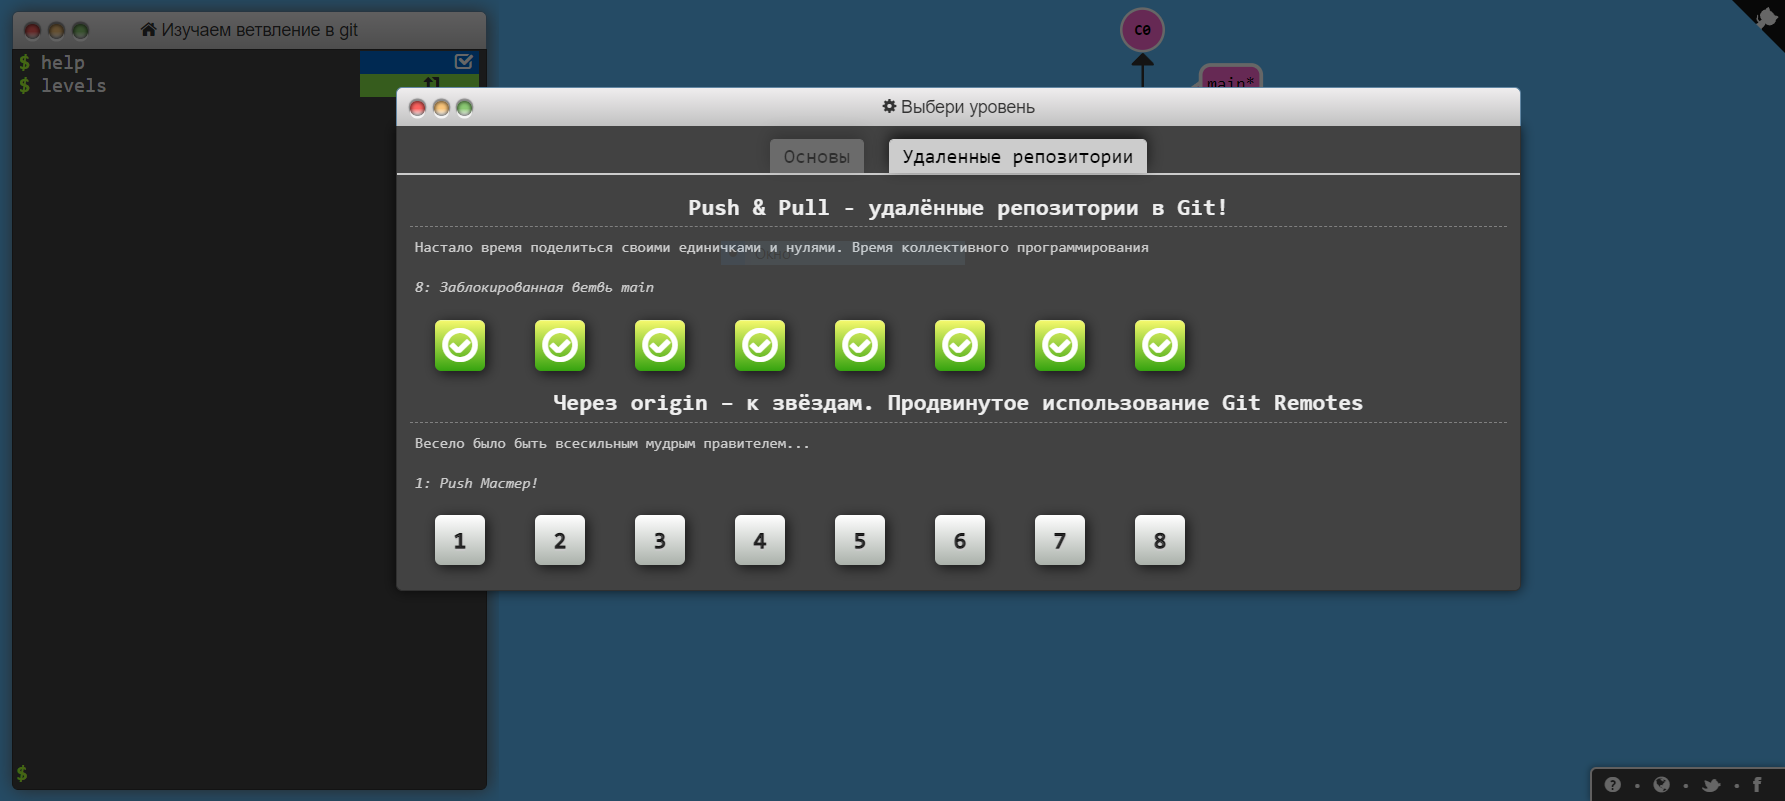 Изучаем ветвление в git
$ help
$ levels
C0
main*
Выбери уровень
Основы
Удаленные репозитории
Push & Pull - удалённые репозитории в Git!
Настало время поделиться своими единичками и нулями. Время коллективного программирования
8: Заблокированная ветвь main
Через origin – к звёздам. Продвинутое использование Git Remotes
Весело было быть всесильным мудрым правителем...
1: Push Мастер!
1 2 3 4 5 6 7 8
$